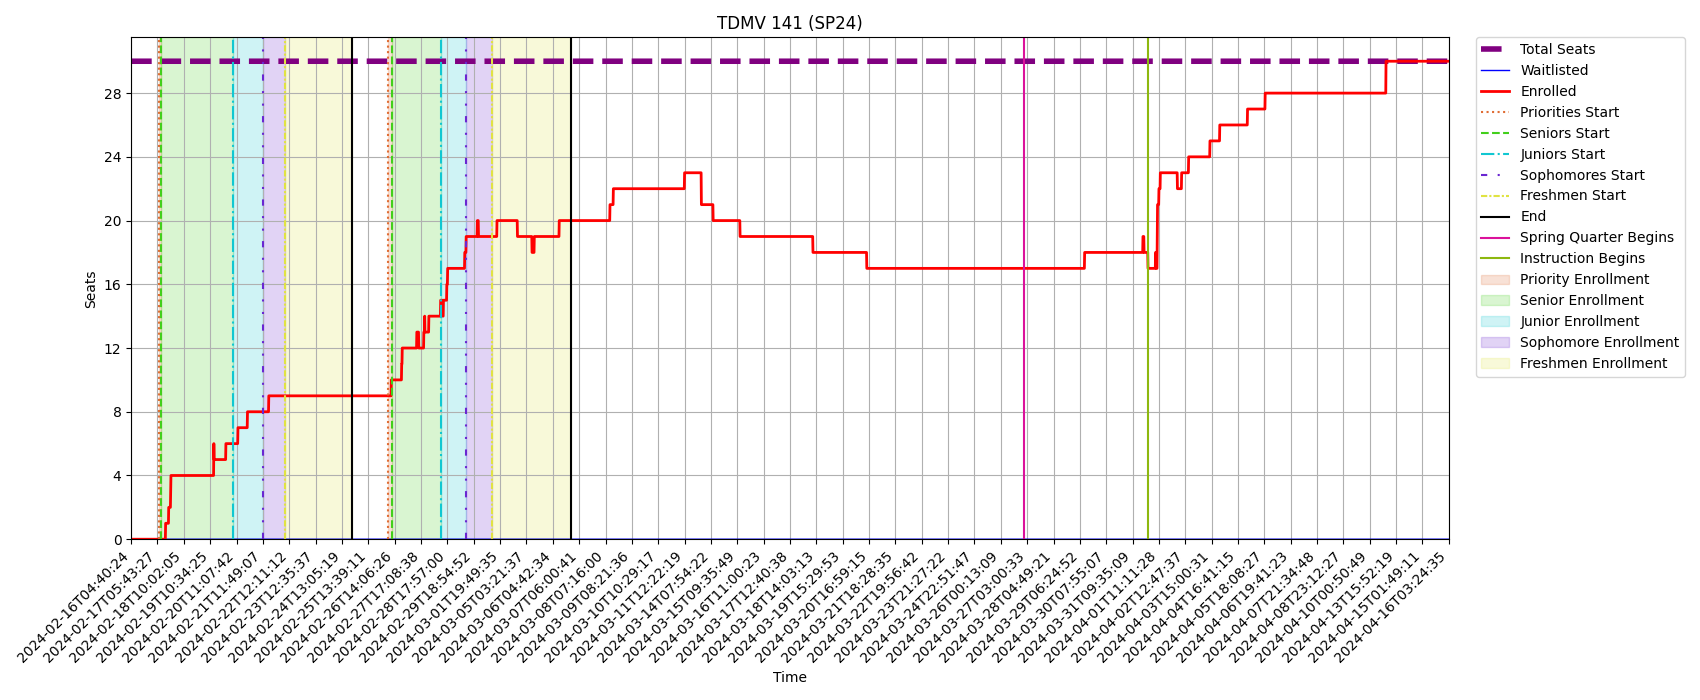 TDMV 141 (SP24)
Seats
28
24
20
16
12
8
4
0
2024-02-16T04:40:24
2024-02-17T05:43:27
2024-02-18T10:02:05
2024-02-19T10:34:25
2024-02-20T11:07:42
2024-02-21T11:49:07
2024-02-22T12:11:12
2024-02-23T12:35:37
2024-02-24T13:05:19
2024-02-25T13:39:11
2024-02-26T14:06:26
2024-02-27T17:08:38
2024-02-28T17:57:00
2024-02-29T18:54:52
2024-03-01T19:49:35
2024-03-05T03:21:37
2024-03-06T04:42:34
2024-03-07T06:00:41
2024-03-08T07:16:00
2024-03-09T08:21:36
2024-03-10T10:29:17
2024-03-11T12:22:19
2024-03-14T07:54:22
2024-03-15T09:35:49
2024-03-16T11:00:23
2024-03-17T12:40:38
2024-03-18T14:03:13
2024-03-19T15:29:53
2024-03-20T16:59:15
2024-03-21T18:28:35
2024-03-22T19:56:42
2024-03-23T21:27:22
2024-03-24T22:51:47
2024-03-26T00:13:09
2024-03-27T03:00:33
2024-03-28T04:49:21
2024-03-29T06:24:52
2024-03-30T07:55:07
2024-03-31T09:35:09
2024-04-01T11:11:28
2024-04-02T12:47:37
2024-04-03T15:00:31
2024-04-04T16:41:15
2024-04-05T18:08:27
2024-04-06T19:41:23
2024-04-07T21:34:48
2024-04-08T23:12:27
2024-04-10T00:50:49
2024-04-13T15:52:19
2024-04-15T01:49:11
2024-04-16T03:24:35
Time
Total Seats
Waitlisted
Enrolled
Priorities Start
Seniors Start
Juniors Start
Sophomores Start
Freshmen Start
End
Spring Quarter Begins
Instruction Begins
Priority Enrollment
Senior Enrollment
Junior Enrollment
Sophomore Enrollment
Freshmen Enrollment